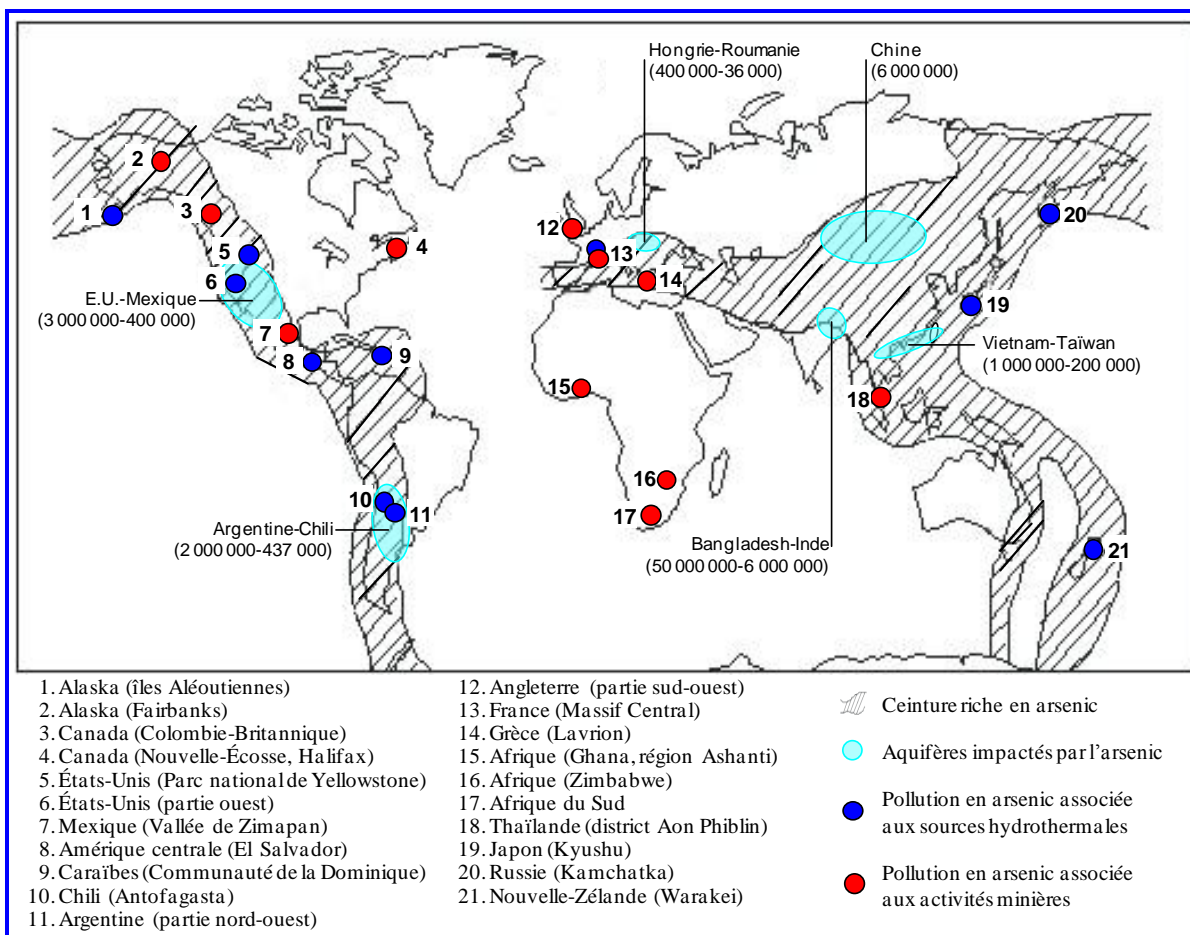 Hongrie-Roumanie
(400 000-36 000)
Chine
(6 000 000)
2
1
3
12
20
5
4
13
6
14
E.U.-Mexique
(3 000 000-400 000)
19
7
Vietnam-Taïwan
(1 000 000-200 000)
8
9
15
18
16
10
11
17
Argentine-Chili
(2 000 000-437 000)
Bangladesh-Inde
(50 000 000-6 000 000)
21
1. Alaska (îles Aléoutiennes)
2. Alaska (Fairbanks)
3. Canada (Colombie-Britannique)
4. Canada (Nouvelle-Écosse, Halifax)
5. États-Unis (Parc national de Yellowstone)
6. États-Unis (partie ouest)
7. Mexique (Vallée de Zimapan)
8. Amérique centrale (El Salvador)
9. Caraïbes (Communauté de la Dominique)
10. Chili (Antofagasta)
11. Argentine (partie nord-ouest)
12. Angleterre (partie sud-ouest)
13. France (Massif Central)
14. Grèce (Lavrion)
15. Afrique (Ghana, région Ashanti)
16. Afrique (Zimbabwe)
17. Afrique du Sud
18. Thaïlande (district Aon Phiblin)
19. Japon (Kyushu)
20. Russie (Kamchatka)
21. Nouvelle-Zélande (Warakei)
Ceinture riche en arsenic
Aquifères impactés par l'arsenic
Pollution en arsenic associée
aux sources hydrothermales
Pollution en arsenic associée
aux activités minières